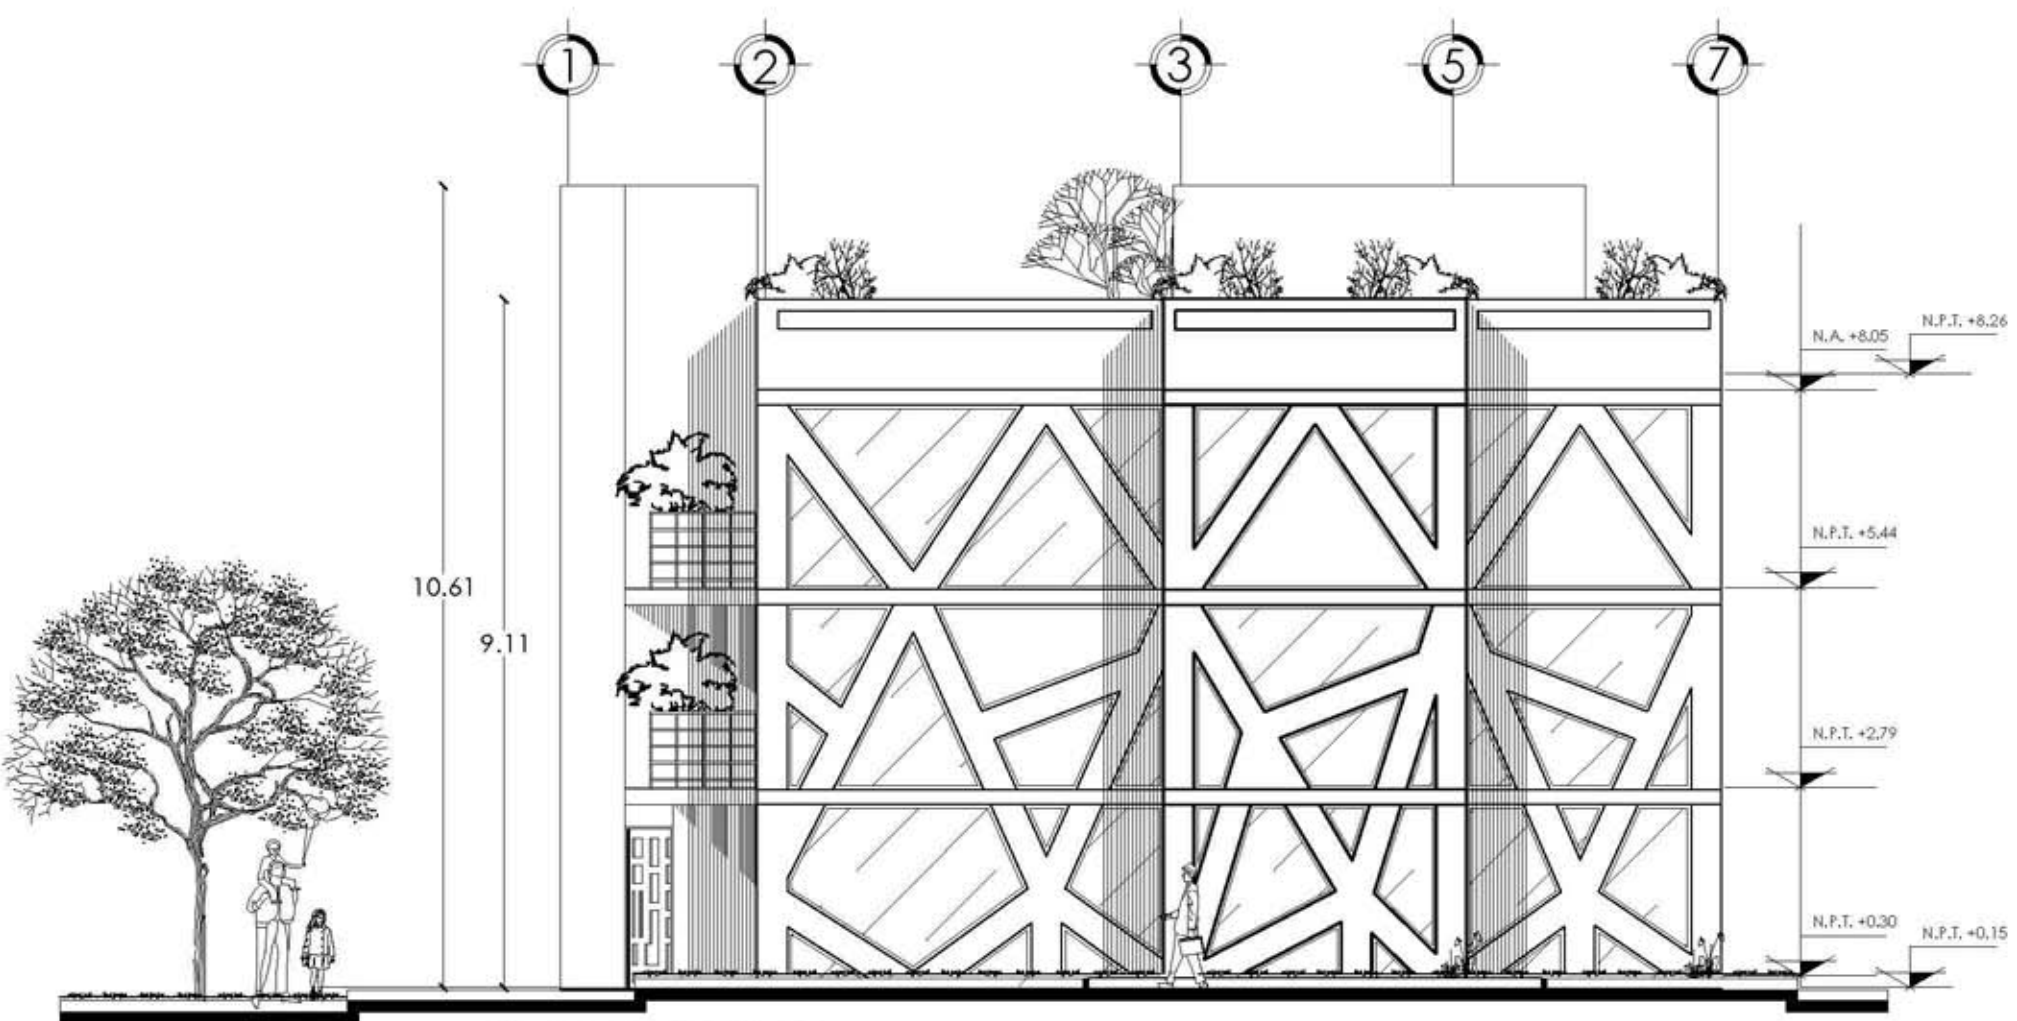 1
2
3
5
7
N.P.T. +8.26
N.A. +8.05
N.P.T. +5.44
10.61
9.11
N.P.T. +2.79
N.P.T. +0.30
N.P.T. +0.15